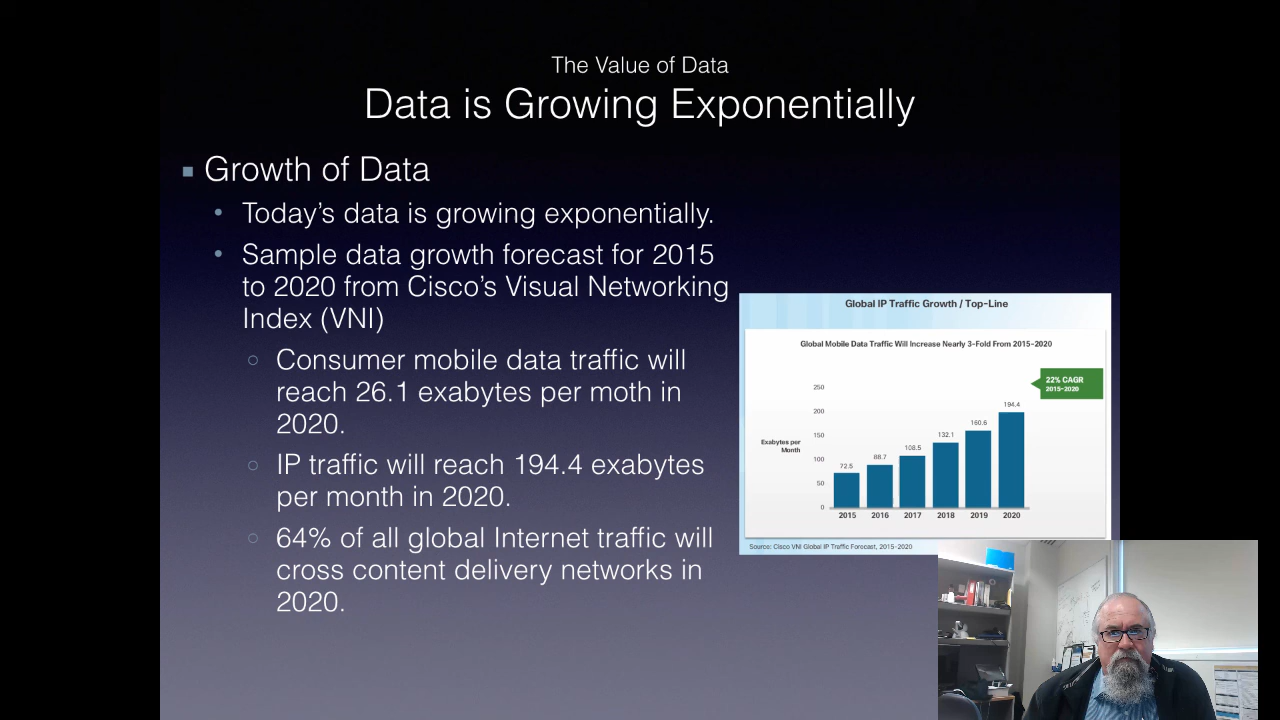 The Value of Data
Data is Growing Exponentially
Growth of Data
Today's data is growing exponentially.
Sample data growth forecast for 2015
to 2020 from Cisco's Visual Networking
Index (VNI)
Consumer mobile data traffic will
reach 26.1 exabytes per moth in
2020.
IP traffic will reach 194.4 exabytes
per month in 2020.
64% of all global Internet traffic will
cross content delivery networks in
2020.
Global IP Traffic Growth / Top-Line
Global Mobile Data Traffic Will Increase Nearly 3-Fold From 2015-2020
22% CAGR
2015-2020
Exabytes per
Month
250
200
150
100
50
0
72.5
88.7
108.5
132.1
160.6
194.4
2015 2016 2017 2018 2019 2020
Source: Cisco VNI Global IP Traffic Forecast, 2015-2020